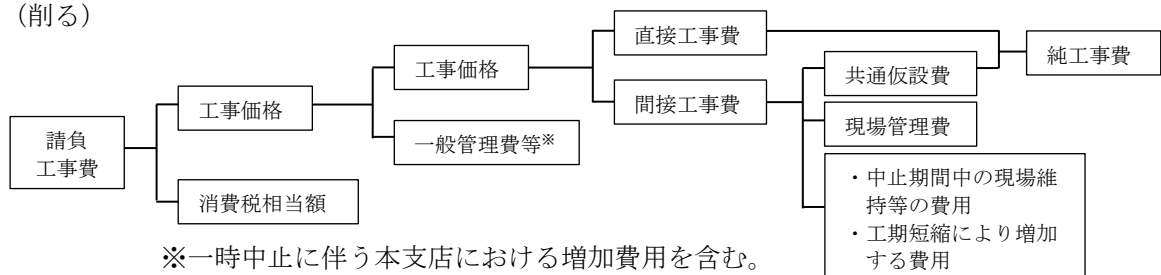 （削る）
請負
工事費
工事価格
消費税相当額
工事価格
一般管理費等※
直接工事費
間接工事費
共通仮設費
現場管理費
・中止期間中の現場維
持等の費用
・工期短縮により増加
する費用
純工事費
※一時中止に伴う本支店における増加費用を含む。